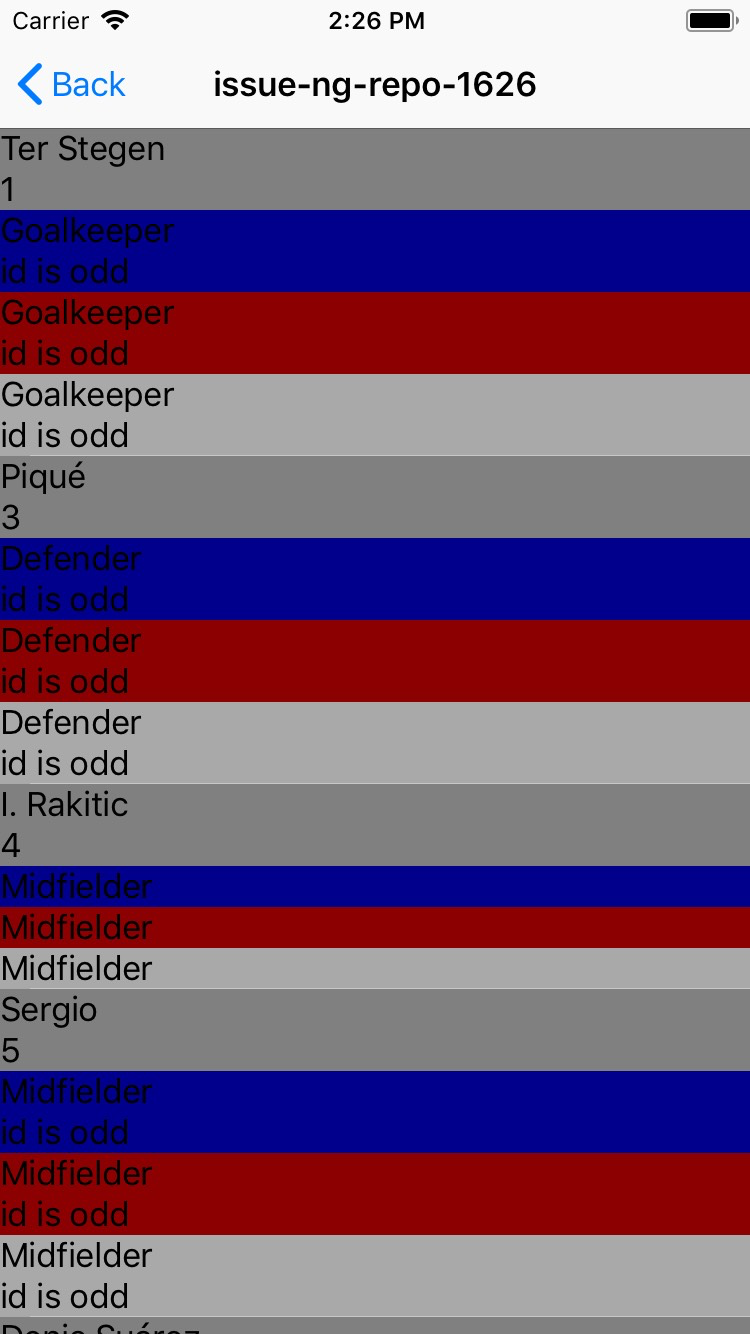 Carrier 2:26 PM
Back issue-ng-repo-1626
Ter Stegen
1
Goalkeeper
id is odd
Goalkeeper
id is odd
Goalkeeper
id is odd
Piqué
3
Defender
id is odd
Defender
id is odd
Defender
id is odd
I. Rakitic
4
Midfielder
Midfielder
Midfielder
Sergio
5
Midfielder
id is odd
Midfielder
id is odd
Midfielder
id is odd
Denis Suárez